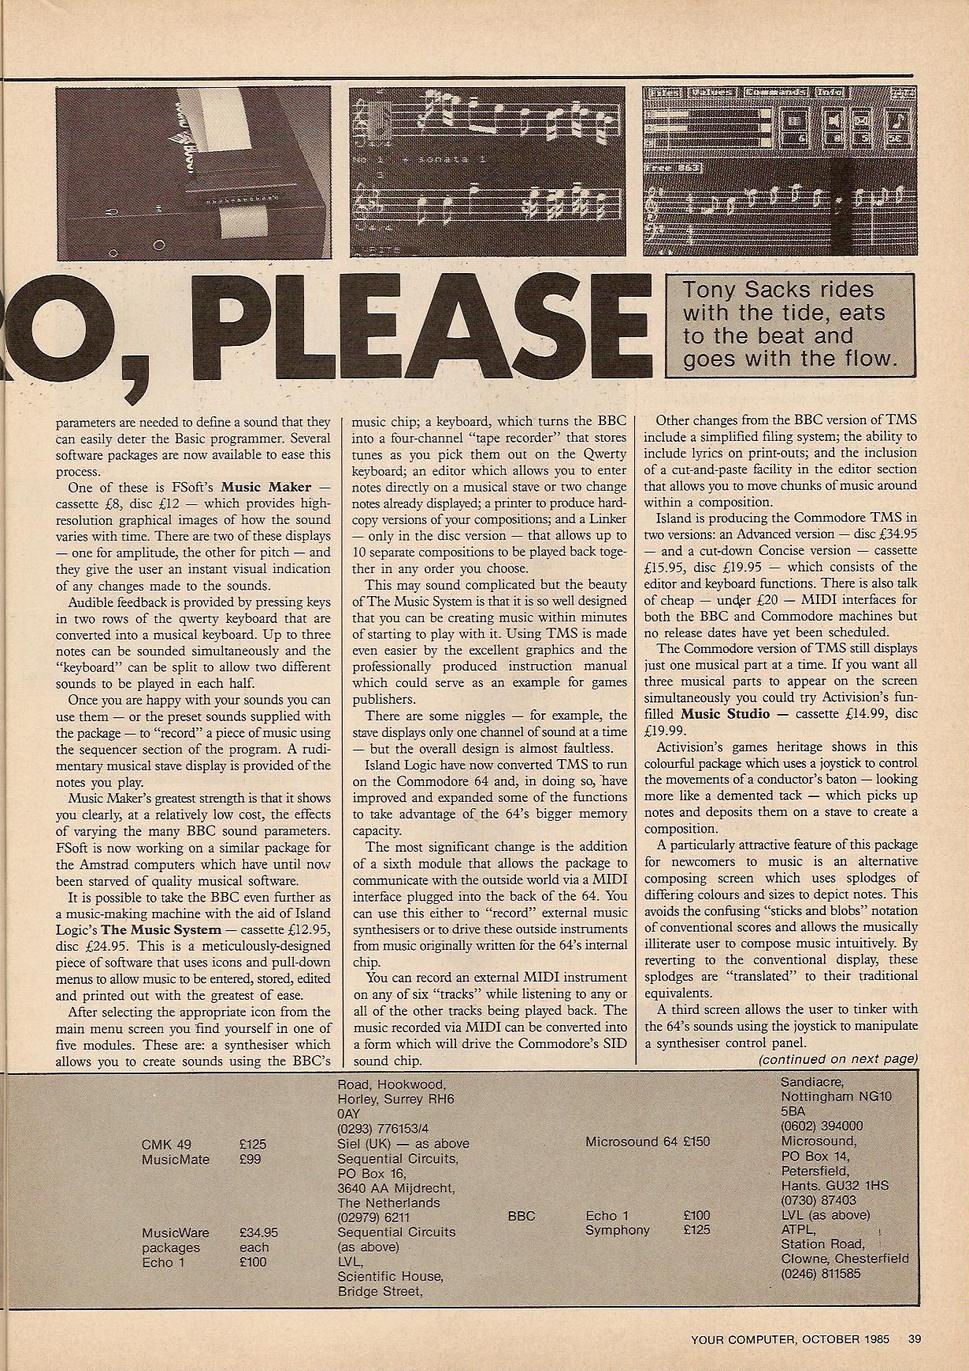 Files Values Commands Info
6 8 5 5c
No 1 + sonata 1
Free 863
4/4
4/4
O, PLEASE
Tony Sacks rides
with the tide, eats
to the beat and
goes with the flow.
parameters are needed to define a sound that they
can easily deter the Basic programmer. Several
software packages are now available to ease this
process.
One of these is FSoft's Music Maker —
cassette £8, disc £12 — which provides high-
resolution graphical images of how the sound
varies with time. There are two of these displays
— one for amplitude, the other for pitch — and
they give the user an instant visual indication
of any changes made to the sounds.
Audible feedback is provided by pressing keys
in two rows of the qwerty keyboard that are
converted into a musical keyboard. Up to three
notes can be sounded simultaneously and the
“keyboard” can be split to allow two different
sounds to be played in each half.
Once you are happy with your sounds you can
use them — or the preset sounds supplied with
the package — to “record” a piece of music using
the sequencer section of the program. A rudi-
mentary musical stave display is provided of the
notes you play.
Music Maker's greatest strength is that it shows
you clearly, at a relatively low cost, the effects
of varying the many BBC sound parameters.
FSoft is now working on a similar package for
the Amstrad computers which have until now
been starved of quality musical software.
It is possible to take the BBC even further as
a music-making machine with the aid of Island
Logic's The Music System — cassette £12.95,
disc £24.95. This is a meticulously-designed
piece of software that uses icons and pull-down
menus to allow music to be entered, stored, edited
and printed out with the greatest of ease.
After selecting the appropriate icon from the
main menu screen you find yourself in one of
five modules. These are: a synthesiser which
allows you to create sounds using the BBC's
music chip; a keyboard, which turns the BBC
into a four-channel “tape recorder” that stores
tunes as you pick them out on the Qwerty
keyboard; an editor which allows you to enter
notes directly on a musical stave or two change
notes already displayed; a printer to produce hard-
copy versions of your compositions; and a Linker
— only in the disc version — that allows up to
10 separate compositions to be played back toge-
ther in any order you choose.
This may sound complicated but the beauty
of The Music System is that it is so well designed
that you can be creating music within minutes
of starting to play with it. Using TMS is made
even easier by the excellent graphics and the
professionally produced instruction manual
which could serve as an example for games
publishers.
There are some niggles — for example, the
stave displays only one channel of sound at a time
— but the overall design is almost faultless.
Island Logic have now converted TMS to run
on the Commodore 64 and, in doing so, have
improved and expanded some of the functions
to take advantage of the 64's bigger memory
capacity.
The most significant change is the addition
of a sixth module that allows the package to
communicate with the outside world via a MIDI
interface plugged into the back of the 64. You
can use this either to “record” external music
synthesisers or to drive these outside instruments
from music originally written for the 64's internal
chip.
You can record an external MIDI instrument
on any of six “tracks” while listening to any or
all of the other tracks being played back. The
music recorded via MIDI can be converted into
a form which will drive the Commodore's SID
sound chip.
Other changes from the BBC version of TMS
include a simplified filing system; the ability to
include lyrics on print-outs; and the inclusion
of a cut-and-paste facility in the editor section
that allows you to move chunks of music around
within a composition.
Island is producing the Commodore TMS in
two versions: an Advanced version — disc £34.95
— and a cut-down Concise version — cassette
£15.95, disc £19.95 — which consists of the
editor and keyboard functions. There is also talk
of cheap — under £20 — MIDI interfaces for
both the BBC and Commodore machines but
no release dates have yet been scheduled.
The Commodore version of TMS still displays
just one musical part at a time. If you want all
three musical parts to appear on the screen
simultaneously you could try Activision's fun-
filled Music Studio — cassette £14.99, disc
£19.99.
Activision's games heritage shows in this
colourful package which uses a joystick to control
the movements of a conductor's baton — looking
more like a demented tack — which picks up
notes and deposits them on a stave to create a
composition.
A particularly attractive feature of this package
for newcomers to music is an alternative
composing screen which uses splodges of
differing colours and sizes to depict notes. This
avoids the confusing “sticks and blobs” notation
of conventional scores and allows the musically
illiterate user to compose music intuitively. By
reverting to the conventional display, these
splodges are “translated” to their traditional
equivalents.
A third screen allows the user to tinker with
the 64's sounds using the joystick to manipulate
a synthesiser control panel.
(continued on next page)
Road, Hookwood,
Horley, Surrey RH6
0AY
(0293) 776153/4
CMK 49 £125 Siel (UK) — as above
MusicMate £99 Sequential Circuits,
PO Box 16,
3640 AA Mijdrecht,
The Netherlands
(02979) 6211
MusicWare £34.95 Sequential Circuits
packages each (as above)
Echo 1 £100 LVL,
Scientific House,
Bridge Street,
Sandiacre,
Nottingham NG10
5BA
(0602) 394000
Microsound 64 £150 Microsound,
PO Box 14,
Petersfield,
Hants. GU32 1HS
(0730) 87403
BBC Echo 1 £100 LVL (as above)
Symphony £125 ATPL,
Station Road,
Clowne, Chesterfield
(0246) 811585
YOUR COMPUTER, OCTOBER 1985 39